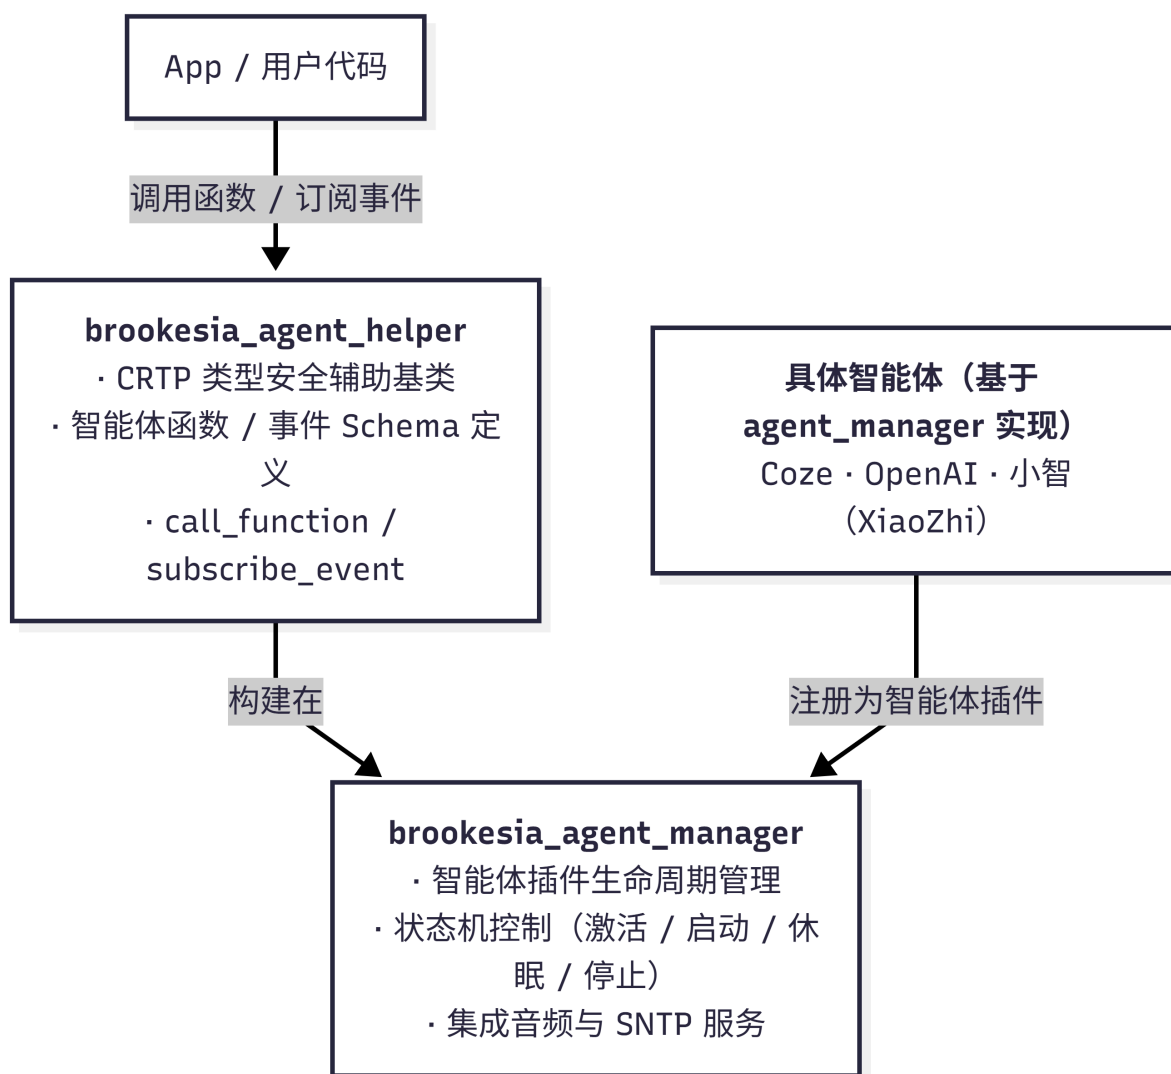 App / 用户代码
调用函数 / 订阅事件
brookesia_agent_helper
· CRTP 类型安全辅助基类
· 智能体函数 / 事件 Schema 定
义
· call_function /
subscribe_event
具体智能体（基于
agent_manager 实现）
Coze · OpenAI · 小智
（XiaoZhi）
构建在
注册为智能体插件
brookesia_agent_manager
· 智能体插件生命周期管理
· 状态机控制（激活 / 启动 / 休
眠 / 停止）
· 集成音频与 SNTP 服务